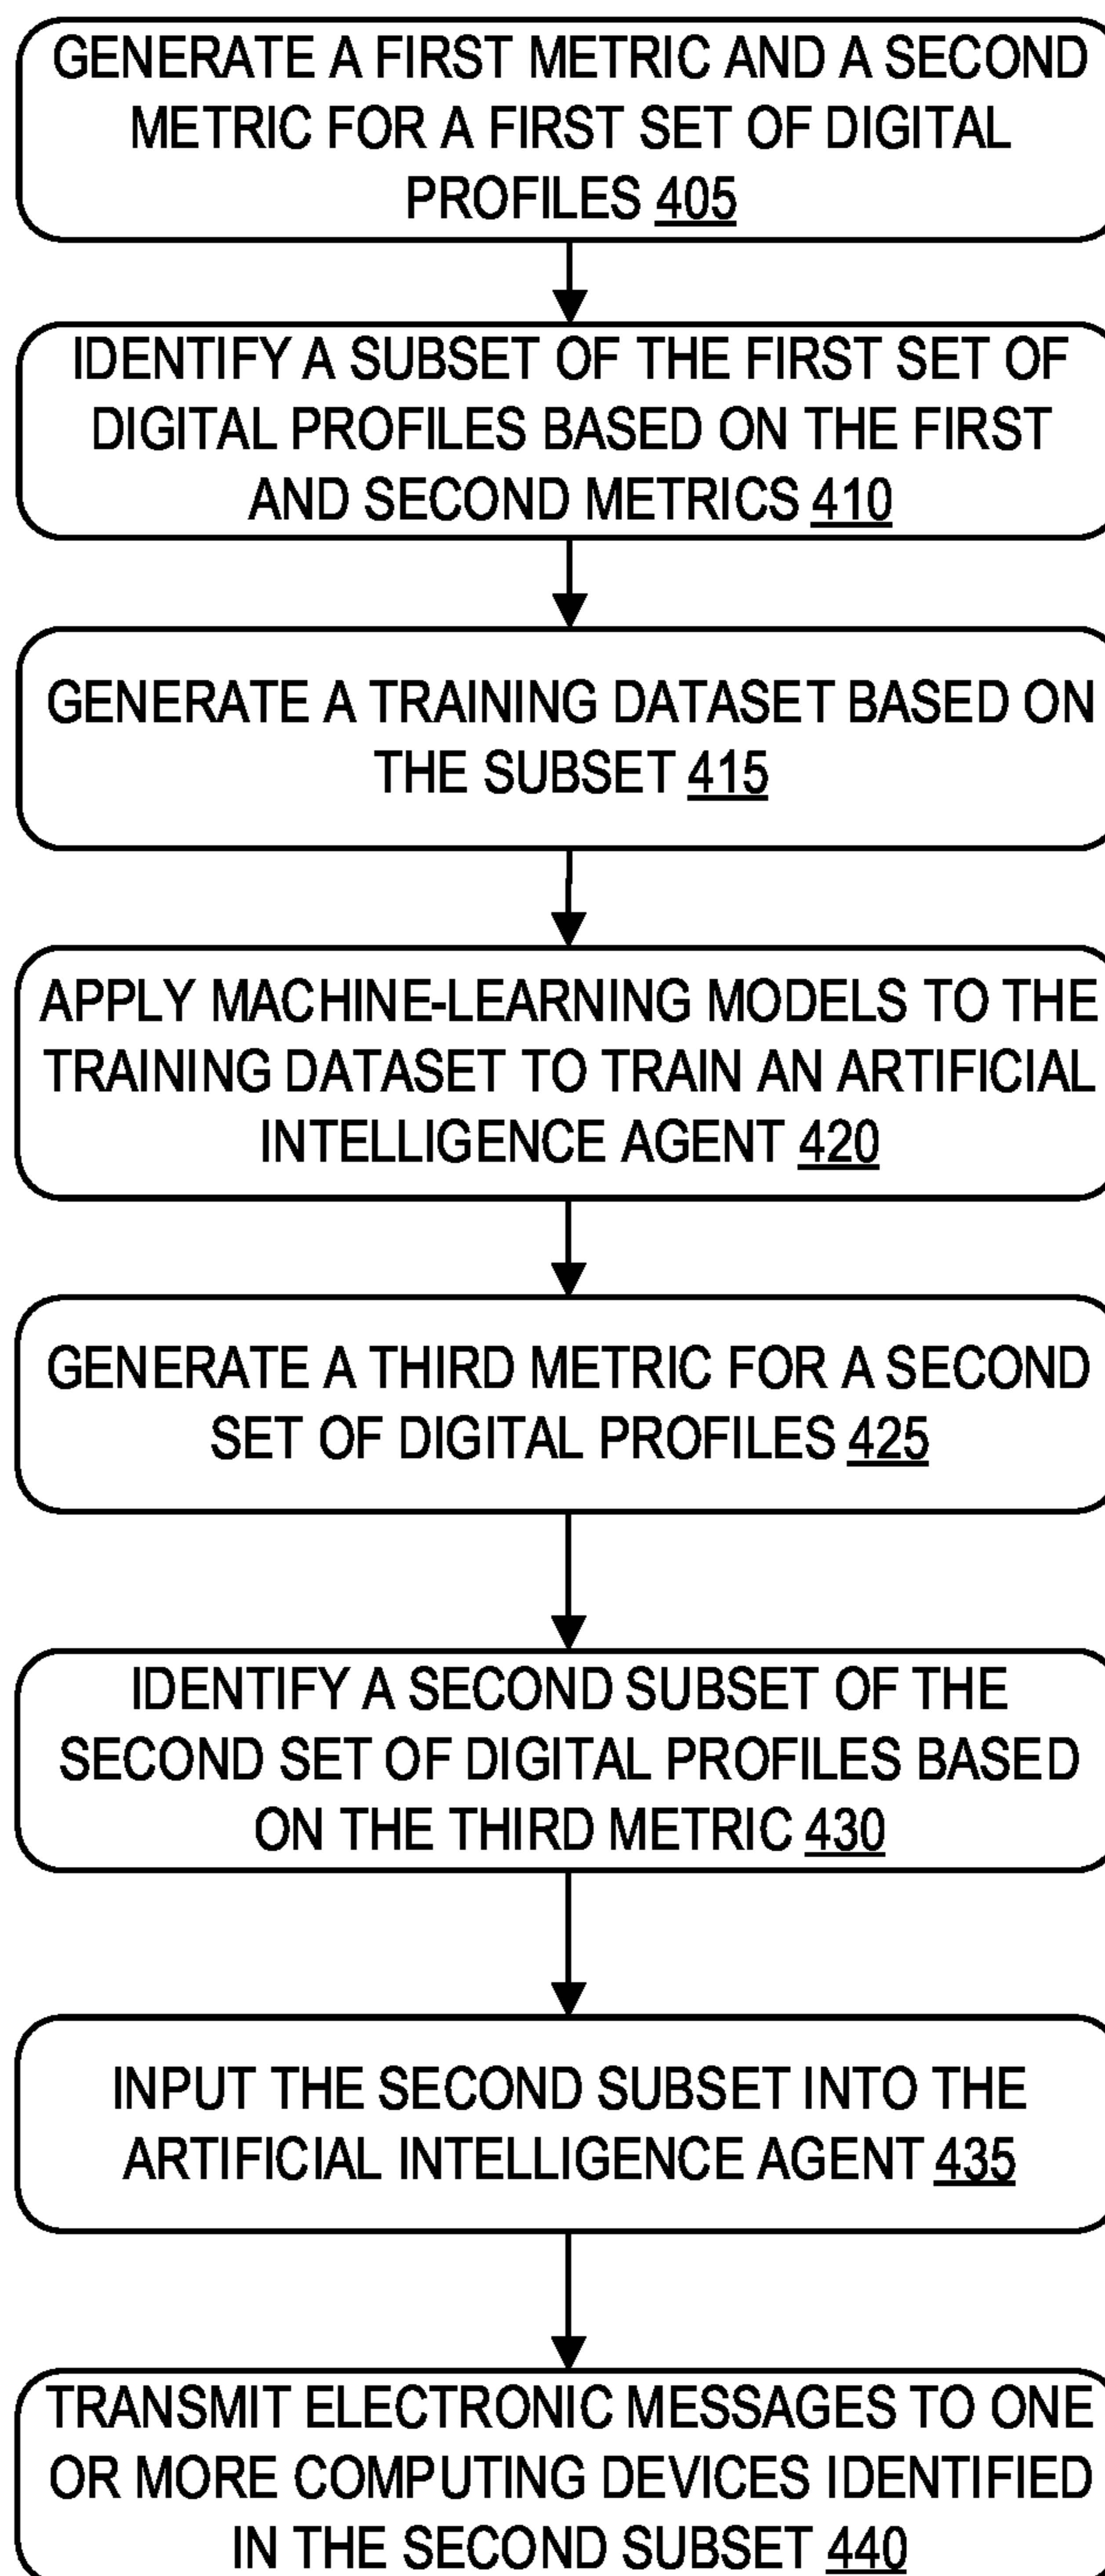 GENERATE A FIRST METRIC AND A SECOND
METRIC FOR A FIRST SET OF DIGITAL
PROFILES 405
IDENTIFY A SUBSET OF THE FIRST SET OF
DIGITAL PROFILES BASED ON THE FIRST
AND SECOND METRICS 410
GENERATE A TRAINING DATASET BASED ON
THE SUBSET 415
APPLY MACHINE-LEARNING MODELS TO THE
TRAINING DATASET TO TRAIN AN ARTIFICIAL
INTELLIGENCE AGENT 420
GENERATE A THIRD METRIC FOR A SECOND
SET OF DIGITAL PROFILES 425
IDENTIFY A SECOND SUBSET OF THE
SECOND SET OF DIGITAL PROFILES BASED
ON THE THIRD METRIC 430
INPUT THE SECOND SUBSET INTO THE
ARTIFICIAL INTELLIGENCE AGENT 435
TRANSMIT ELECTRONIC MESSAGES TO ONE
OR MORE COMPUTING DEVICES IDENTIFIED
IN THE SECOND SUBSET 440